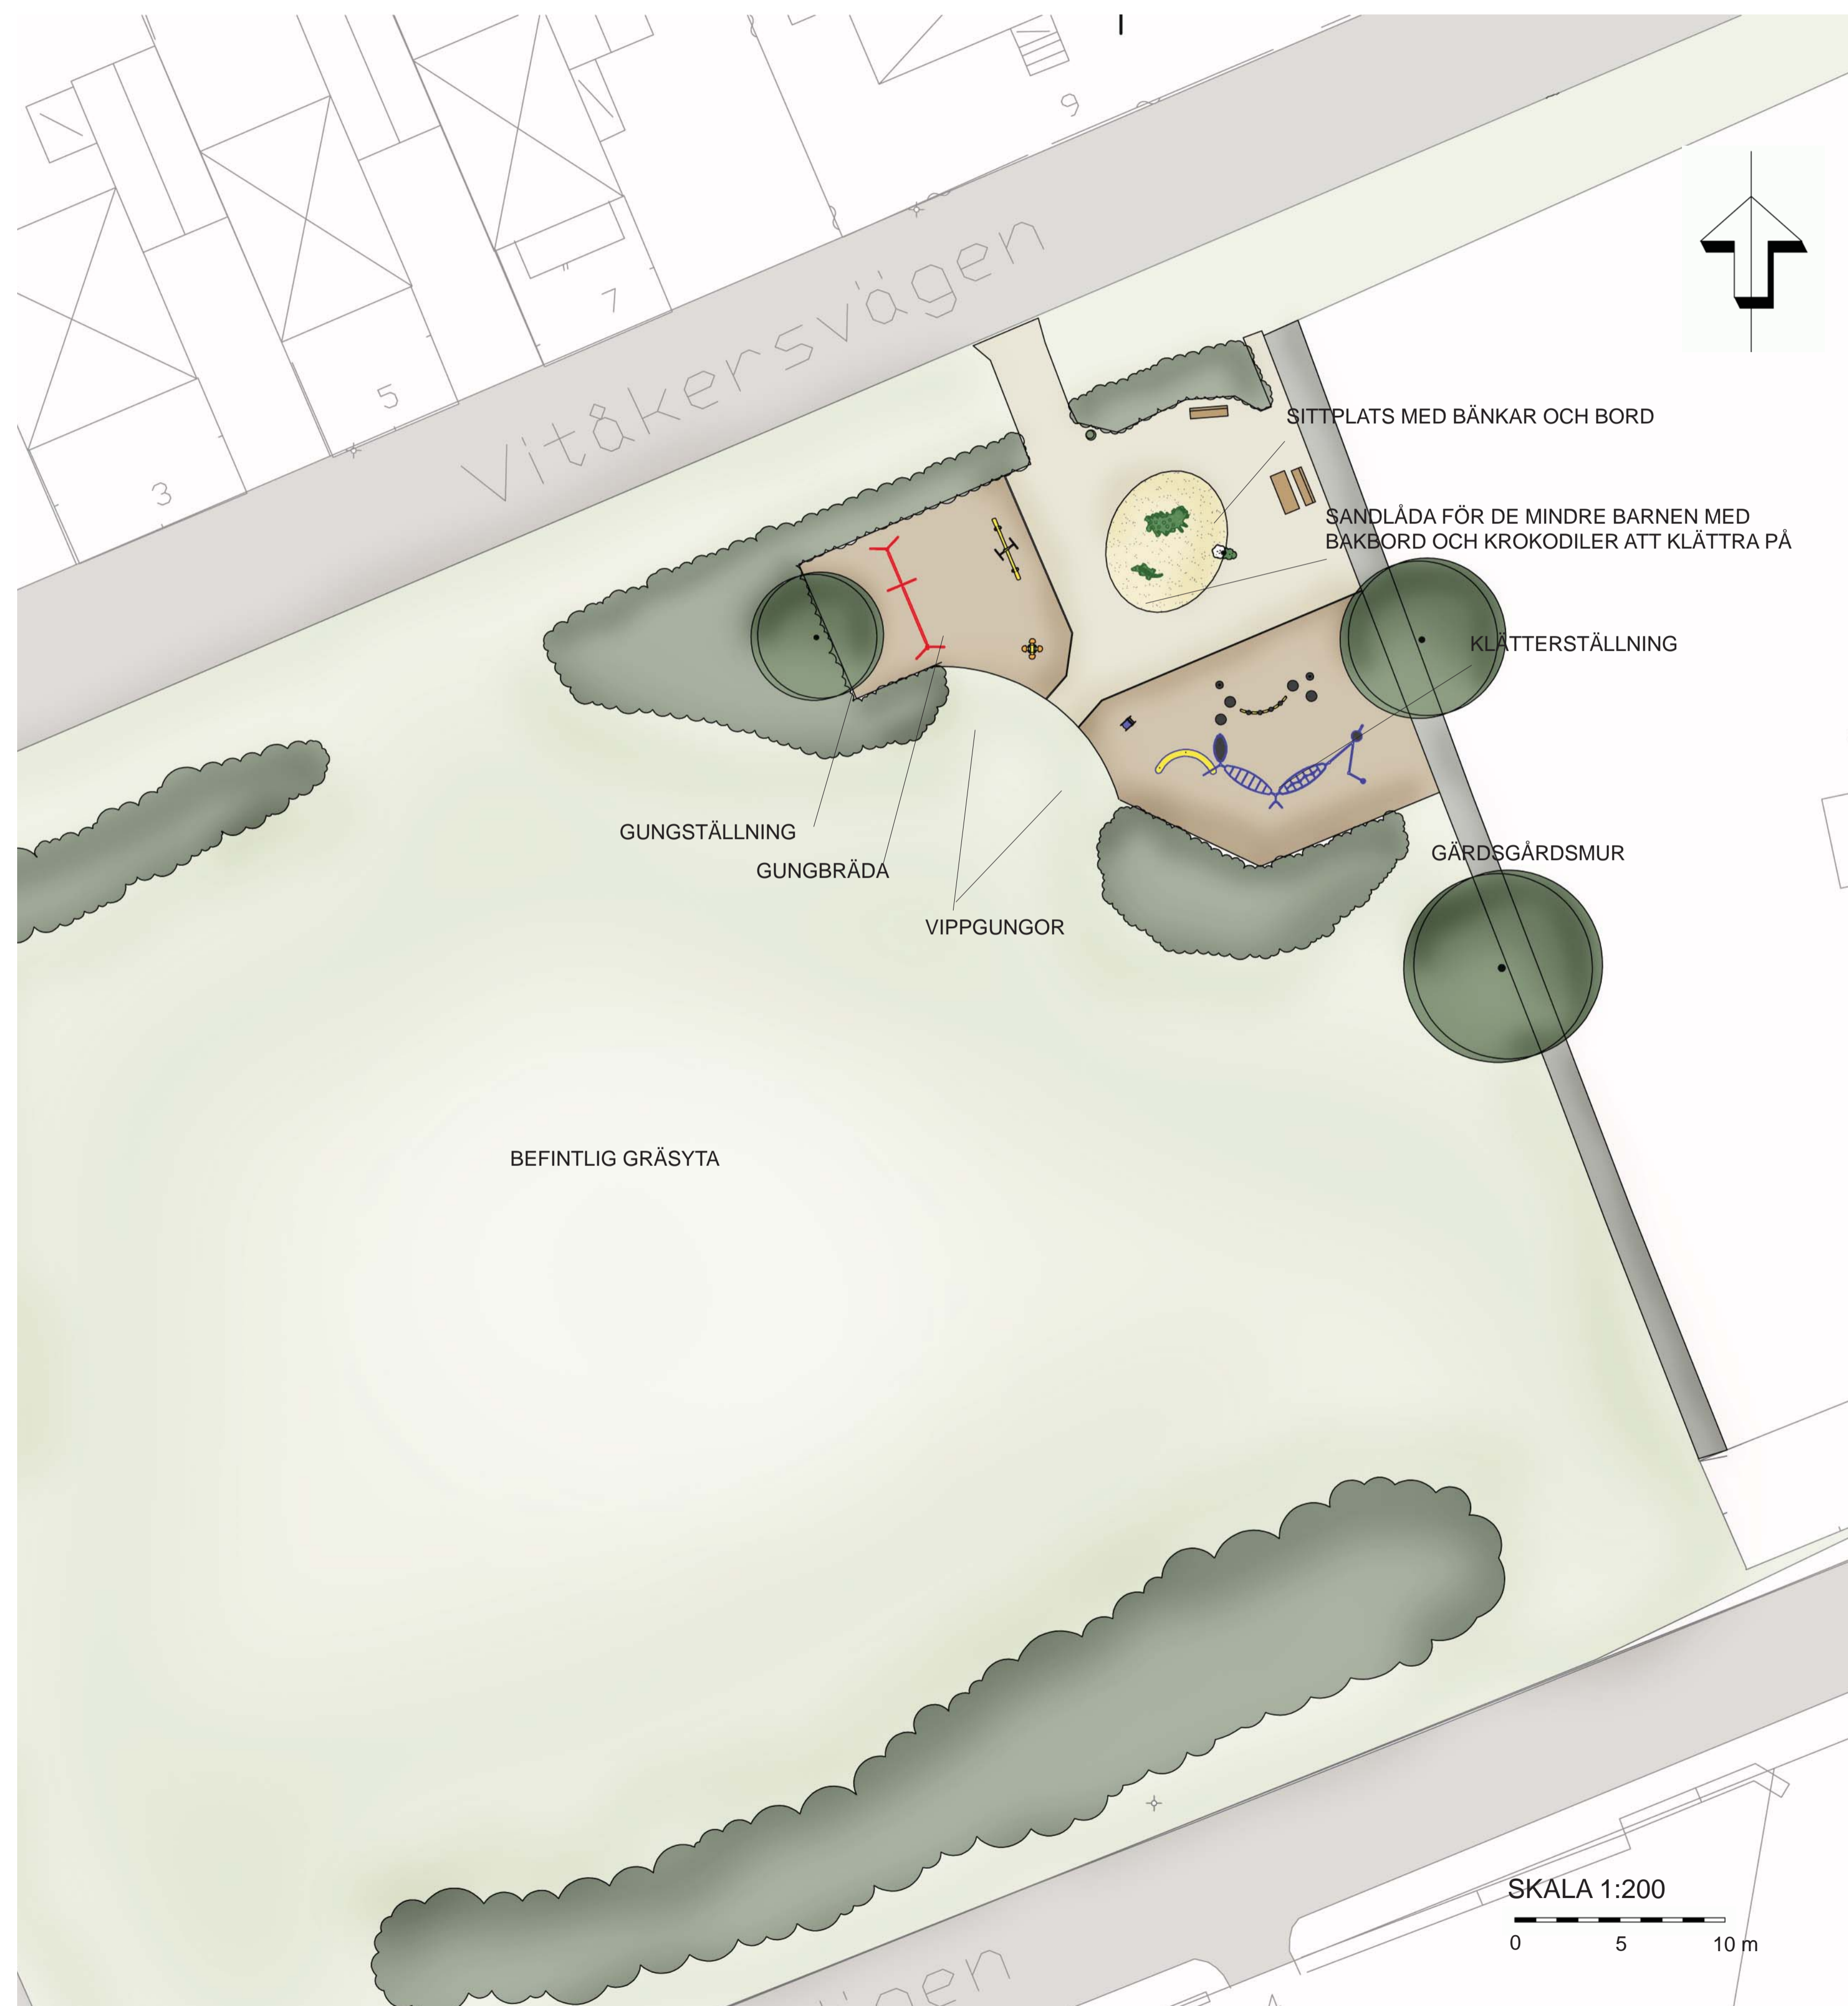 9
7
Vitåkersvägen
5
3
SITTPLATS MED BÄNKAR OCH BORD
SANDLÅDA FÖR DE MINDRE BARNEN MED
BAKBORD OCH KROKODILER ATT KLÄTTRA PÅ
KLÄTTERSTÄLLNING
GUNGSTÄLLNING
GUNGBRÄDA
GÄRDSGÅRDSMUR
VIPPGUNGOR
BEFINTLIG GRÄSYTA
SKALA 1:200
0 5 10 m